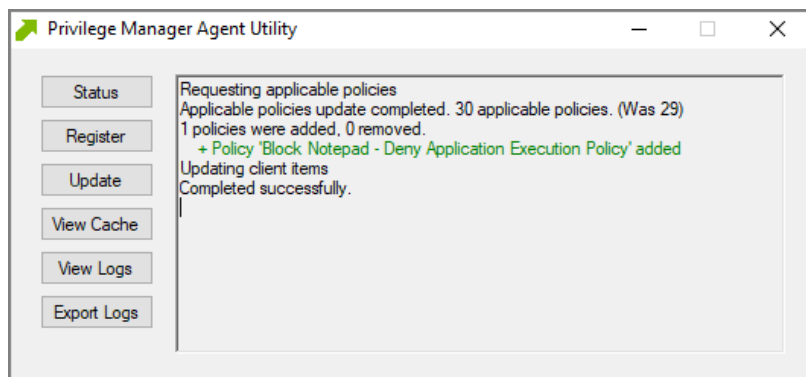 Privilege Manager Agent Utility
Status
Register
Update
View Cache
View Logs
Export Logs
Requesting applicable policies
Applicable policies update completed. 30 applicable policies. (Was 29)
1 policies were added, 0 removed.
+ Policy 'Block Notepad - Deny Application Execution Policy' added
Updating client items
Completed successfully.